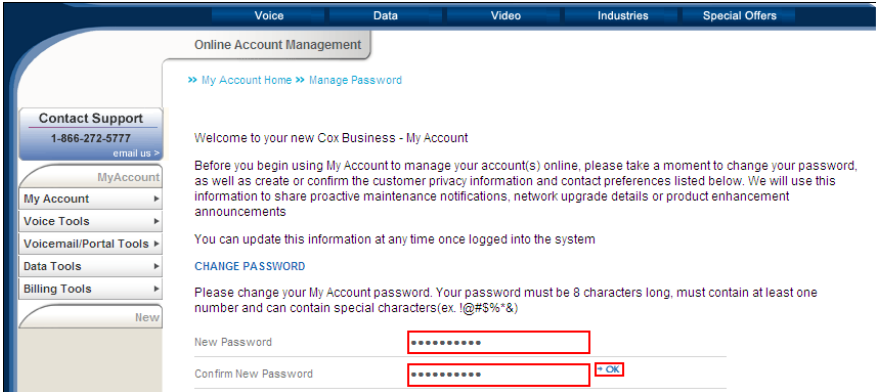 Voice Data Video Industries Special Offers
Online Account Management
>> My Account Home >> Manage Password
Contact Support
1-866-272-5777
email us >
MyAccount
My Account
Voice Tools
Voicemail/Portal Tools
Data Tools
Billing Tools
New
Welcome to your new Cox Business - My Account
Before you begin using My Account to manage your account(s) online, please take a moment to change your password,
as well as create or confirm the customer privacy information and contact preferences listed below. We will use this
information to share proactive maintenance notifications, network upgrade details or product enhancement
announcements
You can update this information at any time once logged into the system
CHANGE PASSWORD
Please change your My Account password. Your password must be 8 characters long, must contain at least one
number and can contain special characters(ex. !@#$%*&)
New Password ••••••••••
Confirm New Password •••••••••• OK